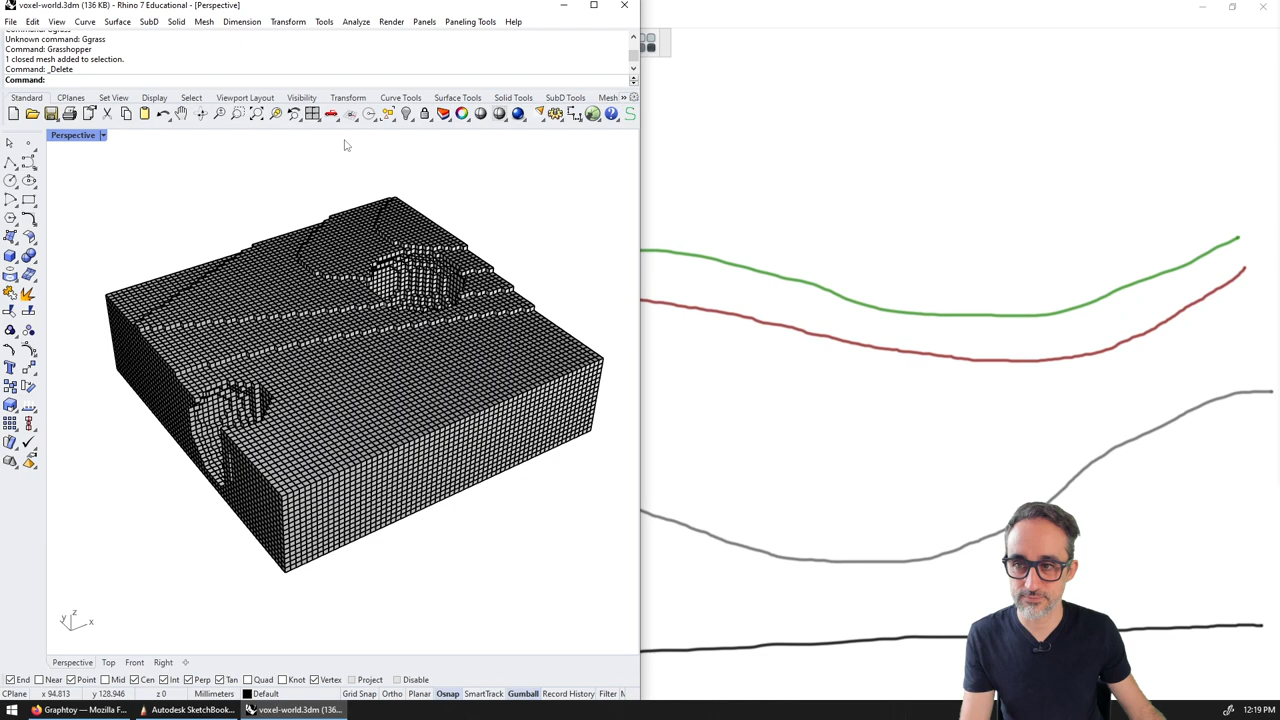 voxel-world.3dm (136 KB) - Rhino 7 Educational - [Perspective]
File Edit View Curve Surface SubD Solid Mesh Dimension Transform Tools Analyze Render Panels Paneling Tools Help
Unknown command: Ggrass
Command: Grasshopper
1 closed mesh added to selection.
Command: _Delete
Command:
Standard CPlanes Set View Display Select Viewport Layout Visibility Transform Curve Tools Surface Tools Solid Tools SubD Tools Mesh »
Perspective
z
y
x
Perspective Top Front Right
End Near Point Mid Cen Int Perp Tan Quad Knot Vertex Project Disable
CPlane x 94.813 y 128.946 z 0 Millimeters Default Grid Snap Ortho Planar Osnap SmartTrack Gumball Record History Filter
Graphtoy — Mozilla F... Autodesk SketchBook... voxel-world.3dm (136... 12:19 PM